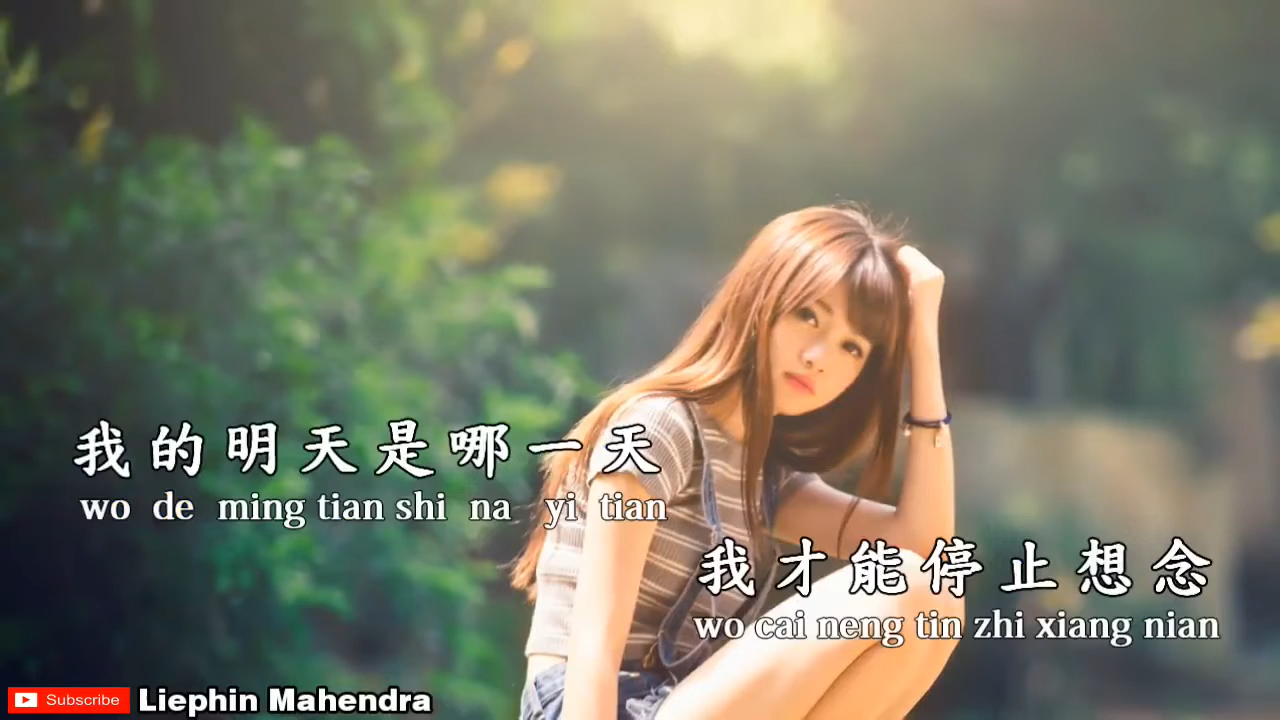 我的明天是哪一天
wo de ming tian shi na yi tian
我才能停止想念
wo cai neng tin zhi xiang nian
Subscribe Liephin Mahendra